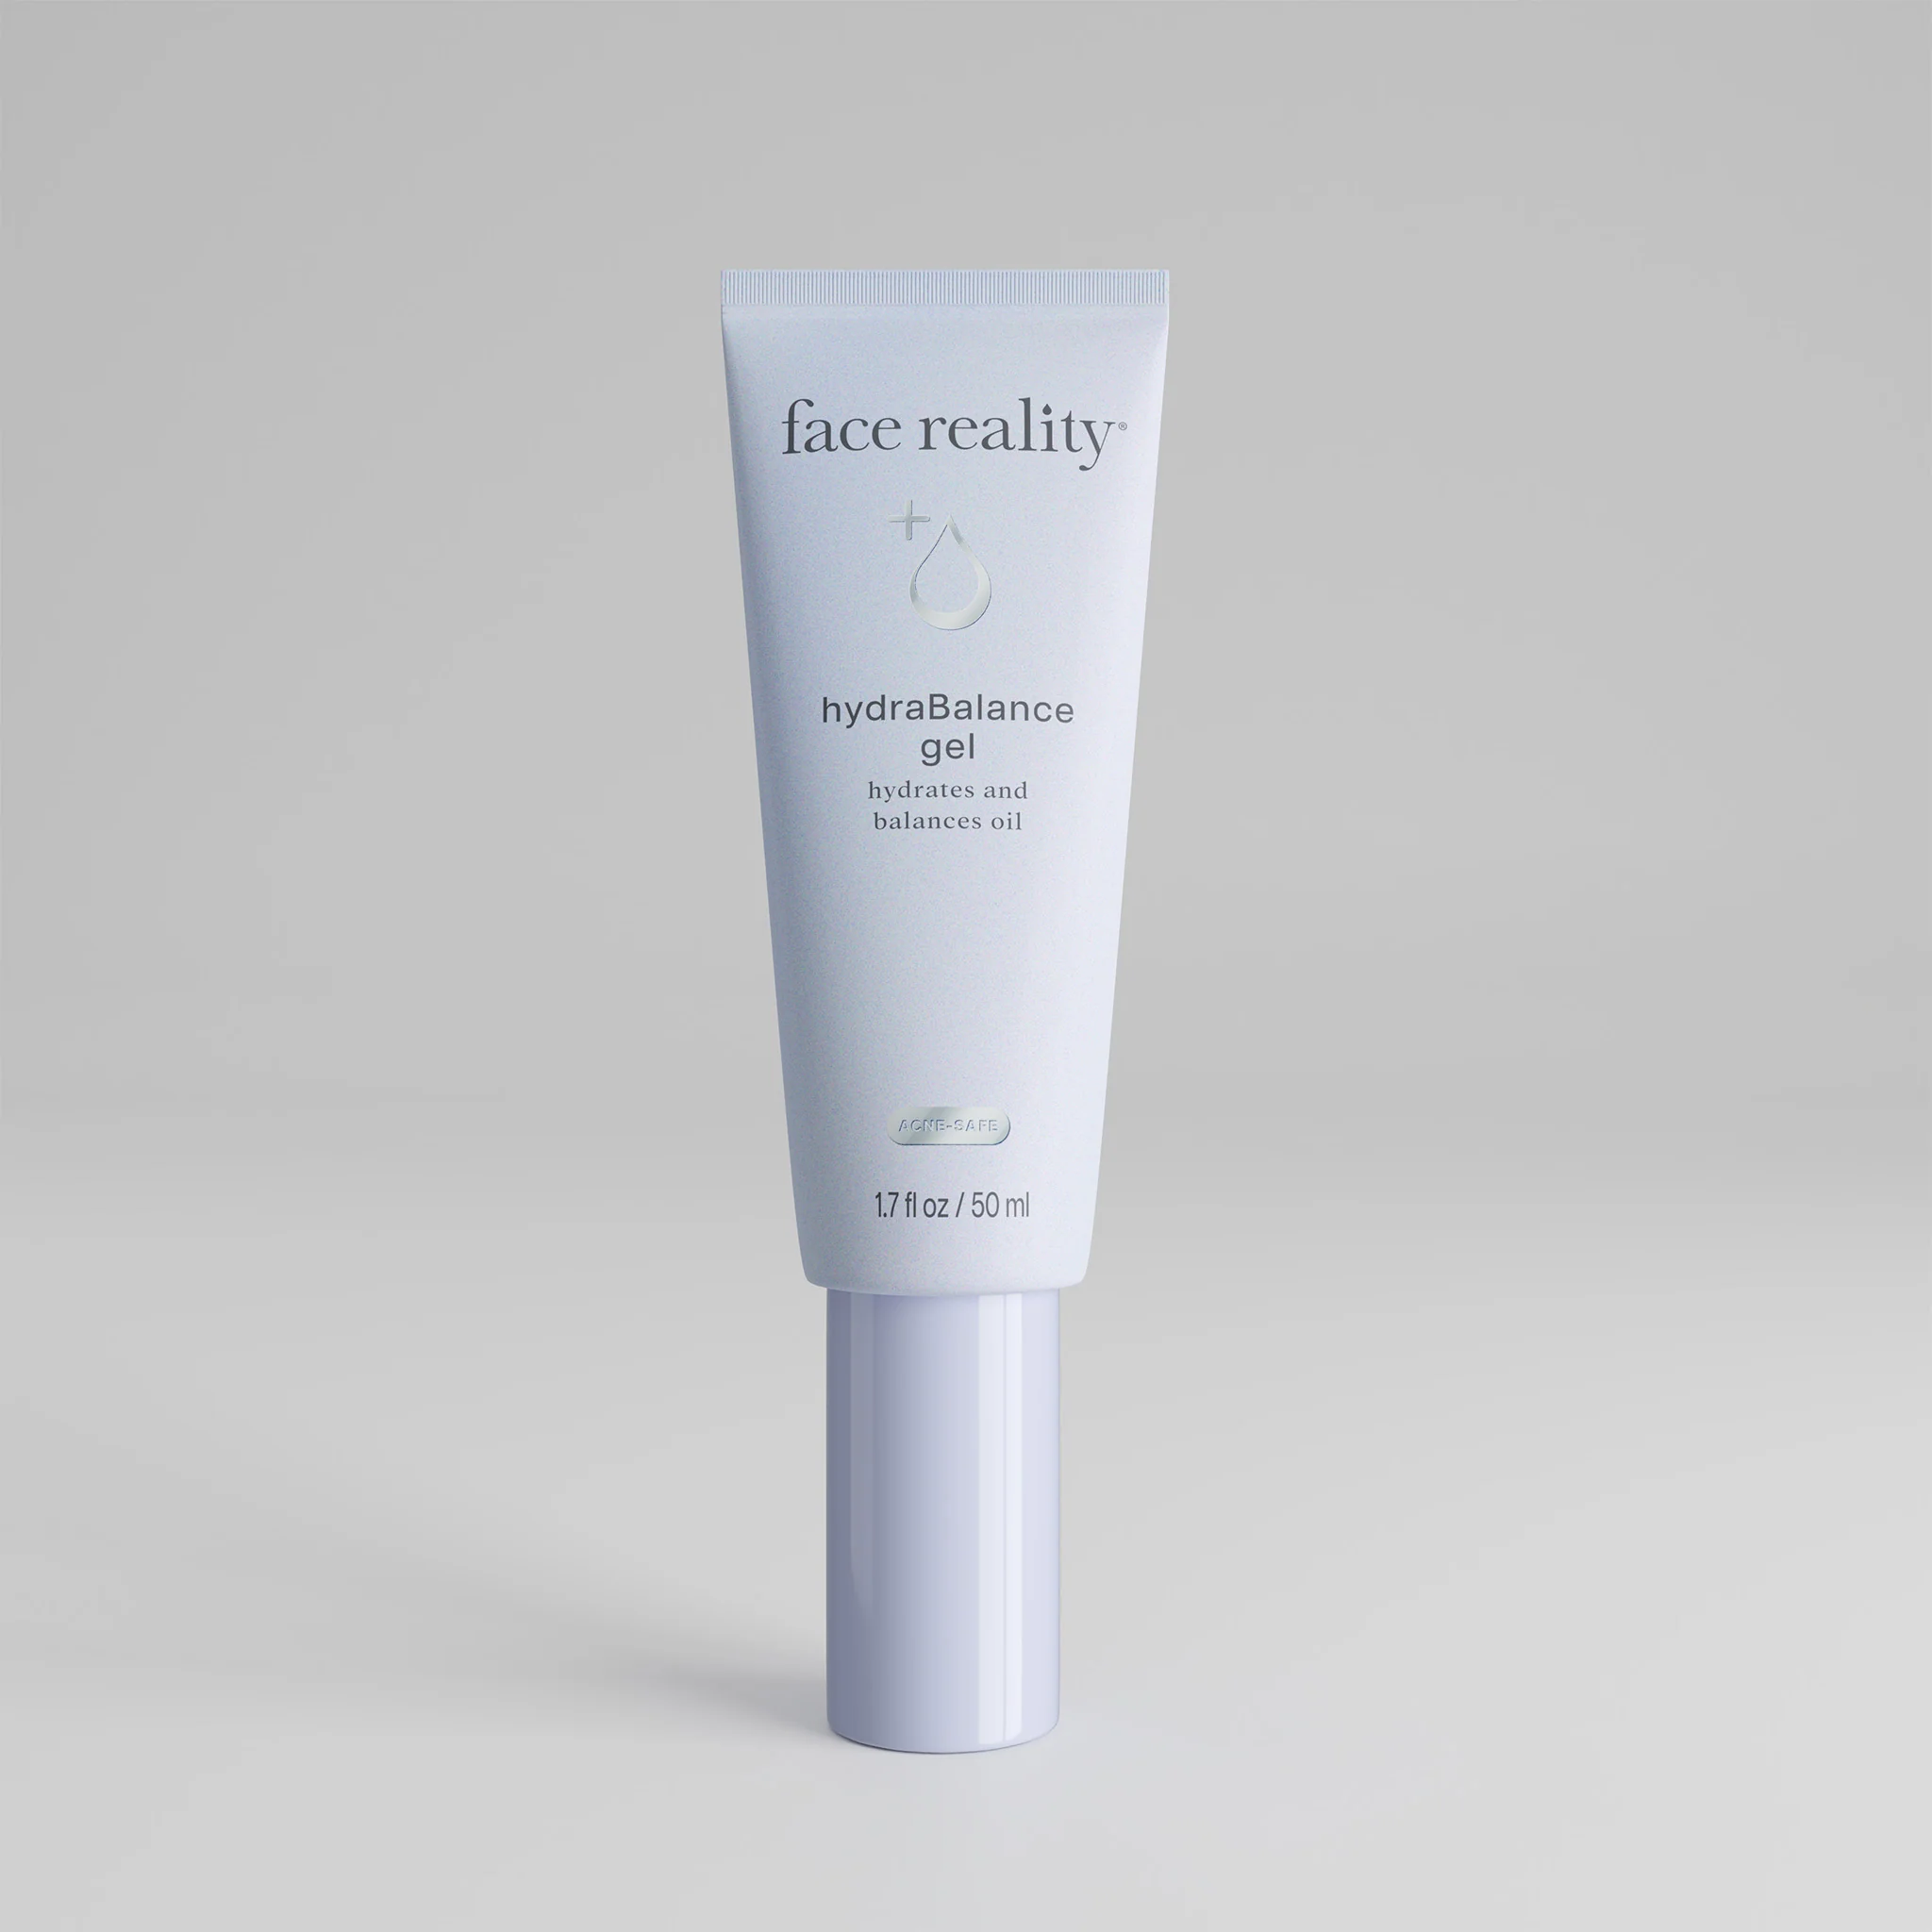 face reality®
hydraBalance
gel
hydrates and
balances oil
ACNE-SAFE
1.7 fl oz / 50 ml